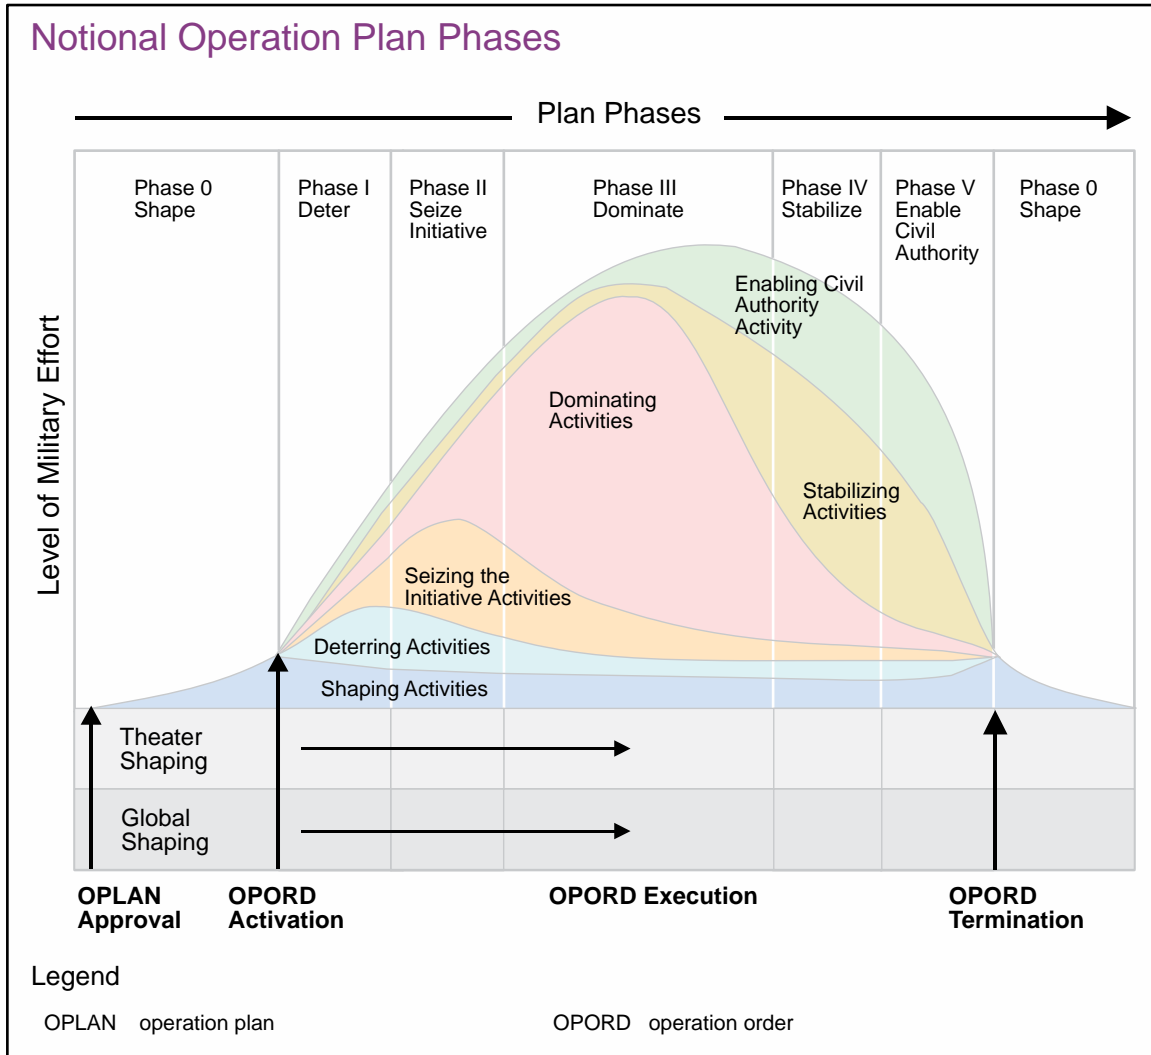 Notional Operation Plan Phases
Plan Phases
Phase 0
Shape
Phase I
Deter
Phase II
Seize
Initiative
Phase III
Dominate
Phase IV
Stabilize
Phase V
Enable
Civil
Authority
Phase 0
Shape
Level of Military Effort
Enabling Civil
Authority
Activity
Dominating
Activities
Stabilizing
Activities
Seizing the
Initiative Activities
Deterring Activities
Shaping Activities
Theater
Shaping
Global
Shaping
OPLAN
Approval
OPORD
Activation
OPORD Execution
OPORD
Termination
Legend
OPLAN operation plan
OPORD operation order